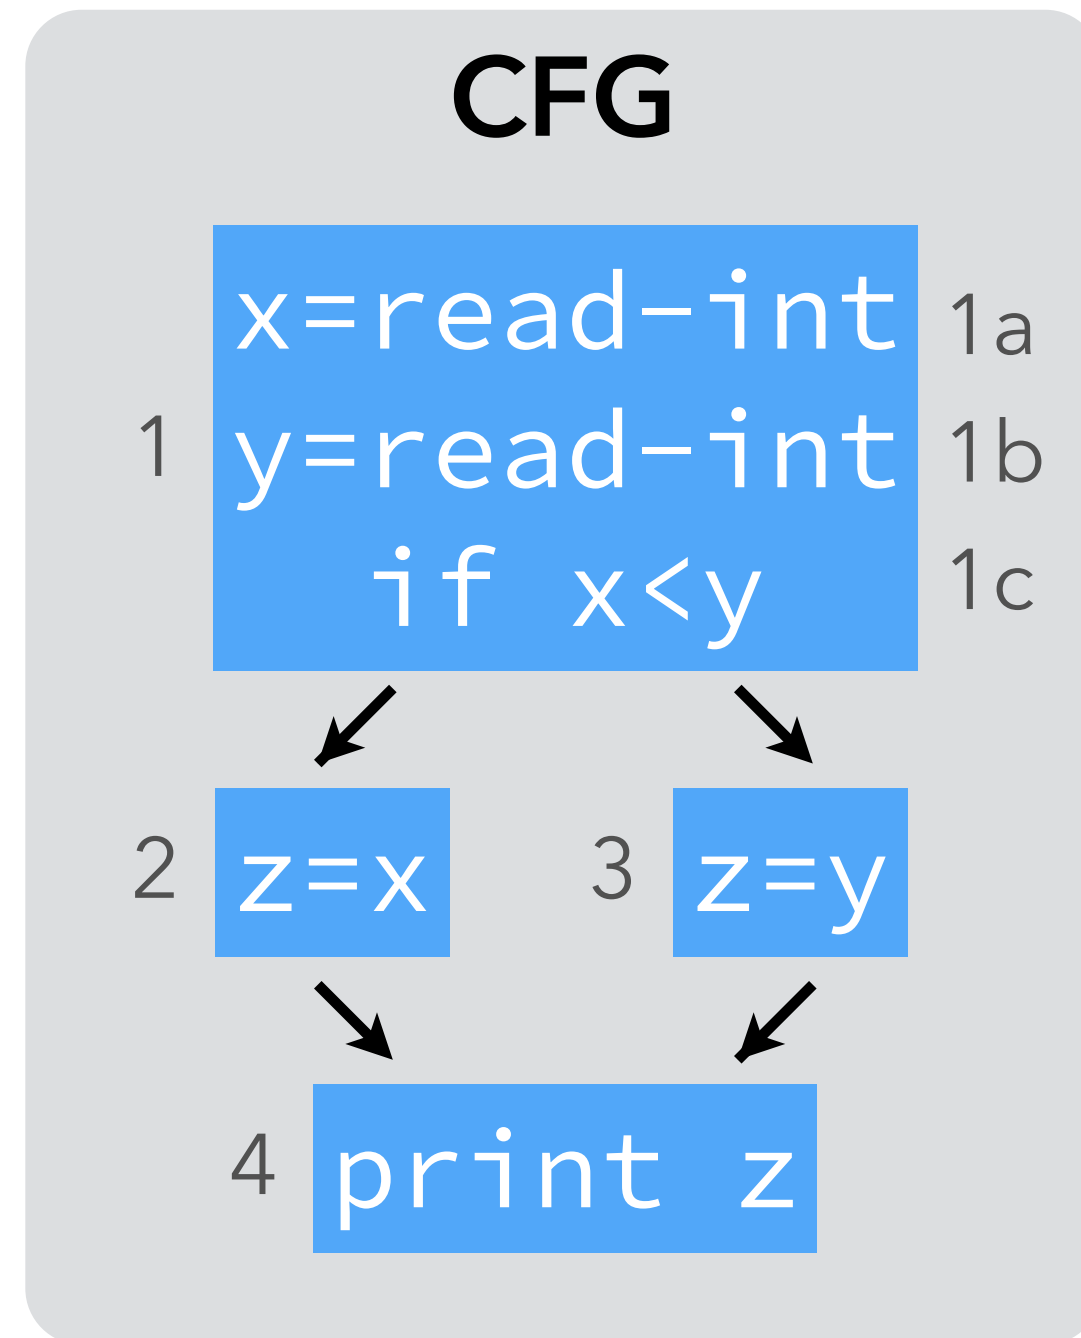 CFG
x=read-int 1a
1 y=read-int 1b
if x<y 1c
2 z=x 3 z=y
4 print z